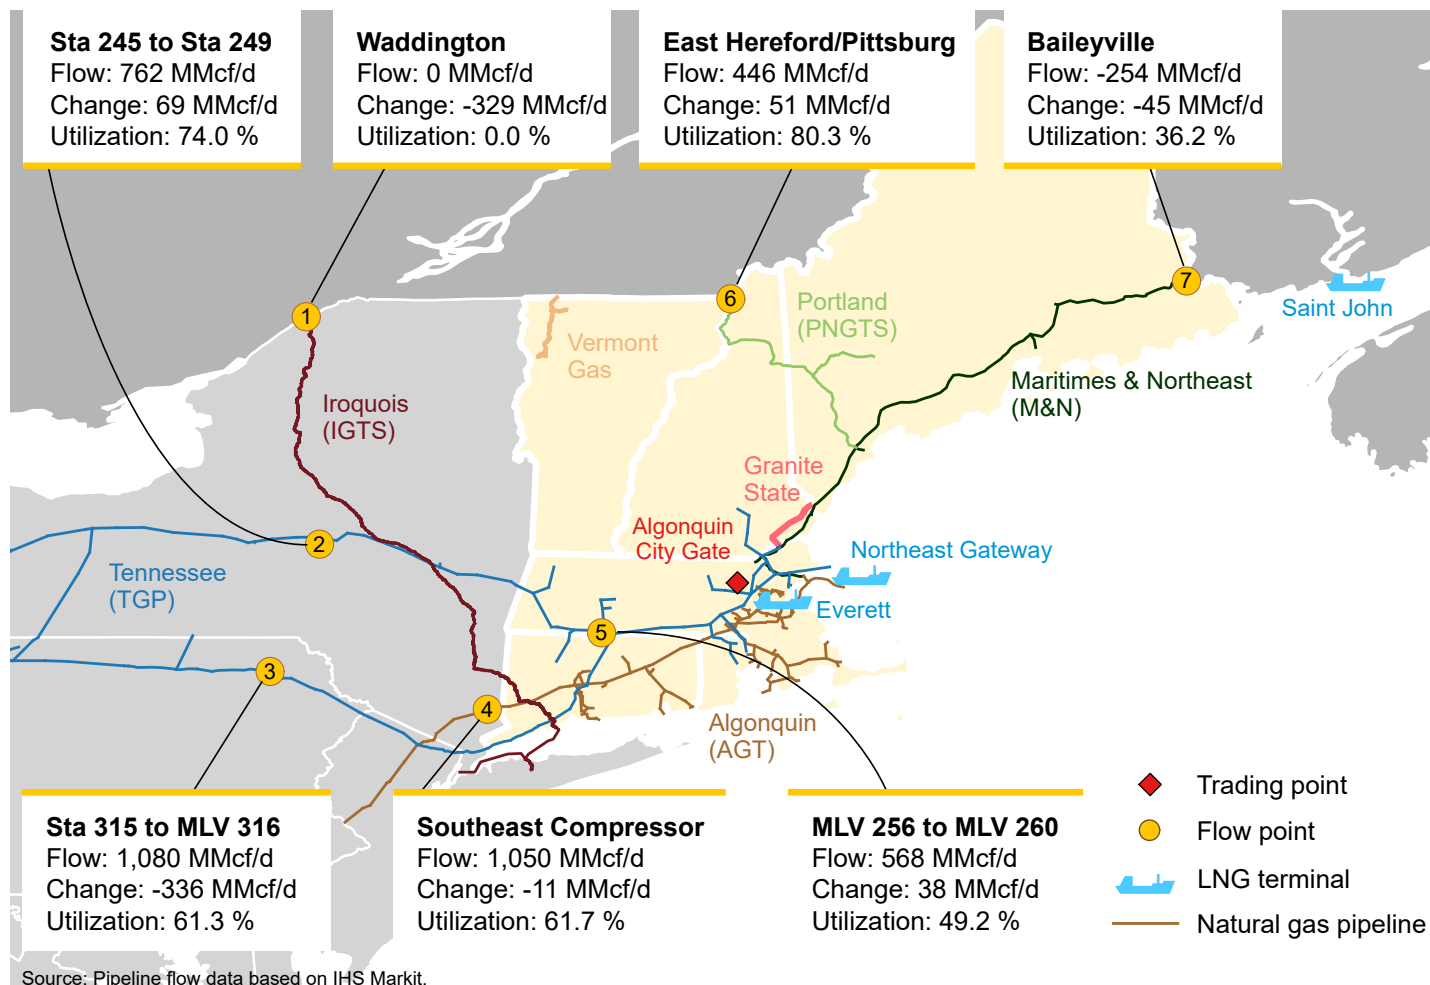 Sta 245 to Sta 249
Flow: 762 MMcf/d
Change: 69 MMcf/d
Utilization: 74.0 %
Waddington
Flow: 0 MMcf/d
Change: -329 MMcf/d
Utilization: 0.0 %
East Hereford/Pittsburg
Flow: 446 MMcf/d
Change: 51 MMcf/d
Utilization: 80.3 %
Baileyville
Flow: -254 MMcf/d
Change: -45 MMcf/d
Utilization: 36.2 %
1
6
7
Portland
(PNGTS)
Saint John
Vermont
Gas
Maritimes & Northeast
(M&N)
Iroquois
(IGTS)
Granite
State
Algonquin
City Gate
2
Northeast Gateway
Tennessee
(TGP)
Everett
5
3
4
Algonquin
(AGT)
Sta 315 to MLV 316
Flow: 1,080 MMcf/d
Change: -336 MMcf/d
Utilization: 61.3 %
Southeast Compressor
Flow: 1,050 MMcf/d
Change: -11 MMcf/d
Utilization: 61.7 %
MLV 256 to MLV 260
Flow: 568 MMcf/d
Change: 38 MMcf/d
Utilization: 49.2 %
Trading point
Flow point
LNG terminal
Natural gas pipeline
Source: Pipeline flow data based on IHS Markit.